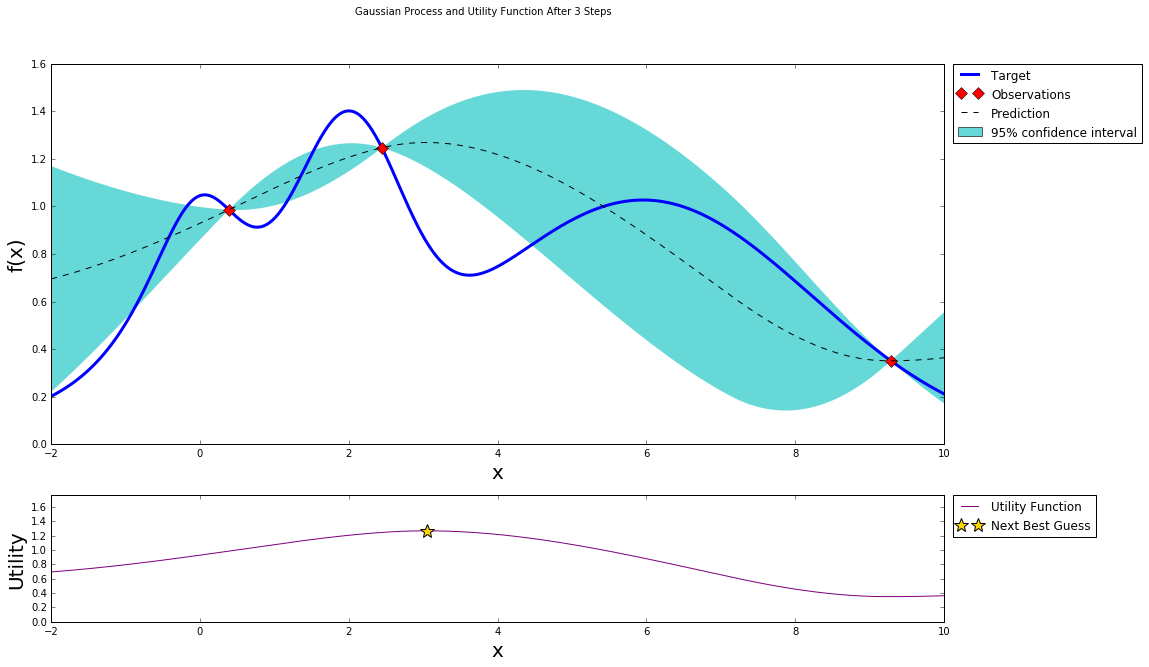 Gaussian Process and Utility Function After 3 Steps
1.6
1.4
1.2
1.0
0.8
0.6
0.4
0.2
0.0
f(x)
−2 0 2 4 6 8 10
x
Target
Observations
Prediction
95% confidence interval
1.6
1.4
1.2
1.0
0.8
0.6
0.4
0.2
0.0
Utility
−2 0 2 4 6 8 10
x
Utility Function
Next Best Guess